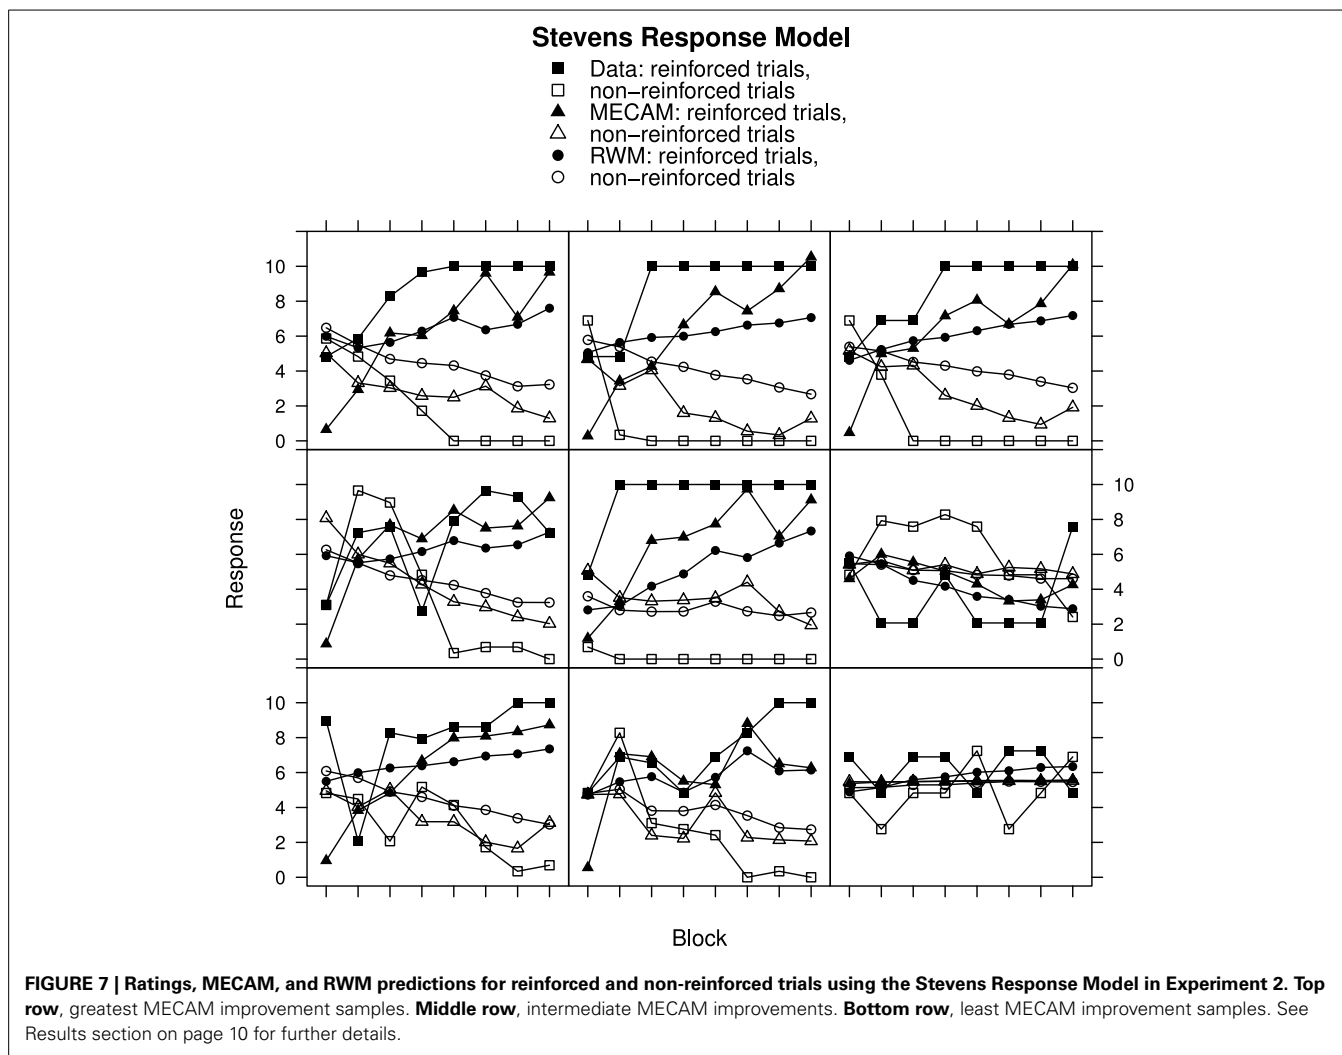 Stevens Response Model
Data: reinforced trials,
non−reinforced trials
MECAM: reinforced trials,
non−reinforced trials
RWM: reinforced trials,
non−reinforced trials
10
8
6
4
2
0
Response
10
8
6
4
2
0
10
8
6
4
2
0
Block
FIGURE 7 | Ratings, MECAM, and RWM predictions for reinforced and non-reinforced trials using the Stevens Response Model in Experiment 2. Top
row, greatest MECAM improvement samples. Middle row, intermediate MECAM improvements. Bottom row, least MECAM improvement samples. See
Results section on page 10 for further details.